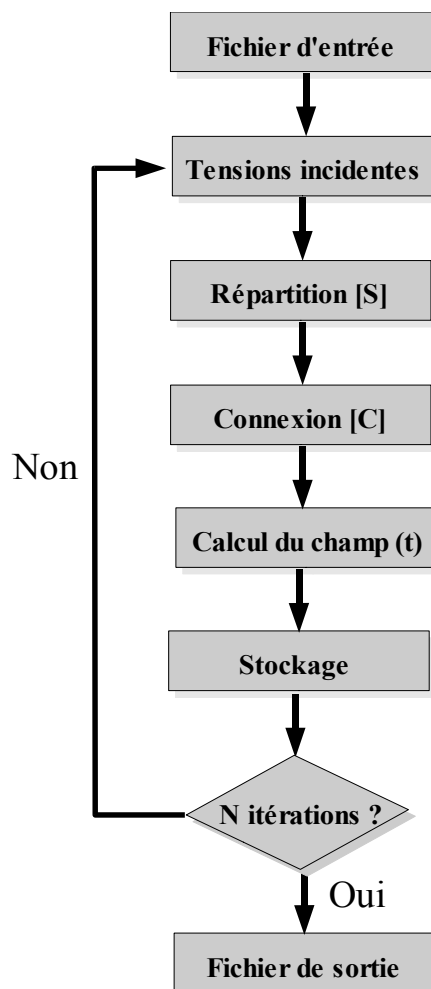 Fichier d'entrée
Tensions incidentes
Répartition [S]
Connexion [C]
Non
Calcul du champ (t)
Stockage
N itérations ?
Oui
Fichier de sortie